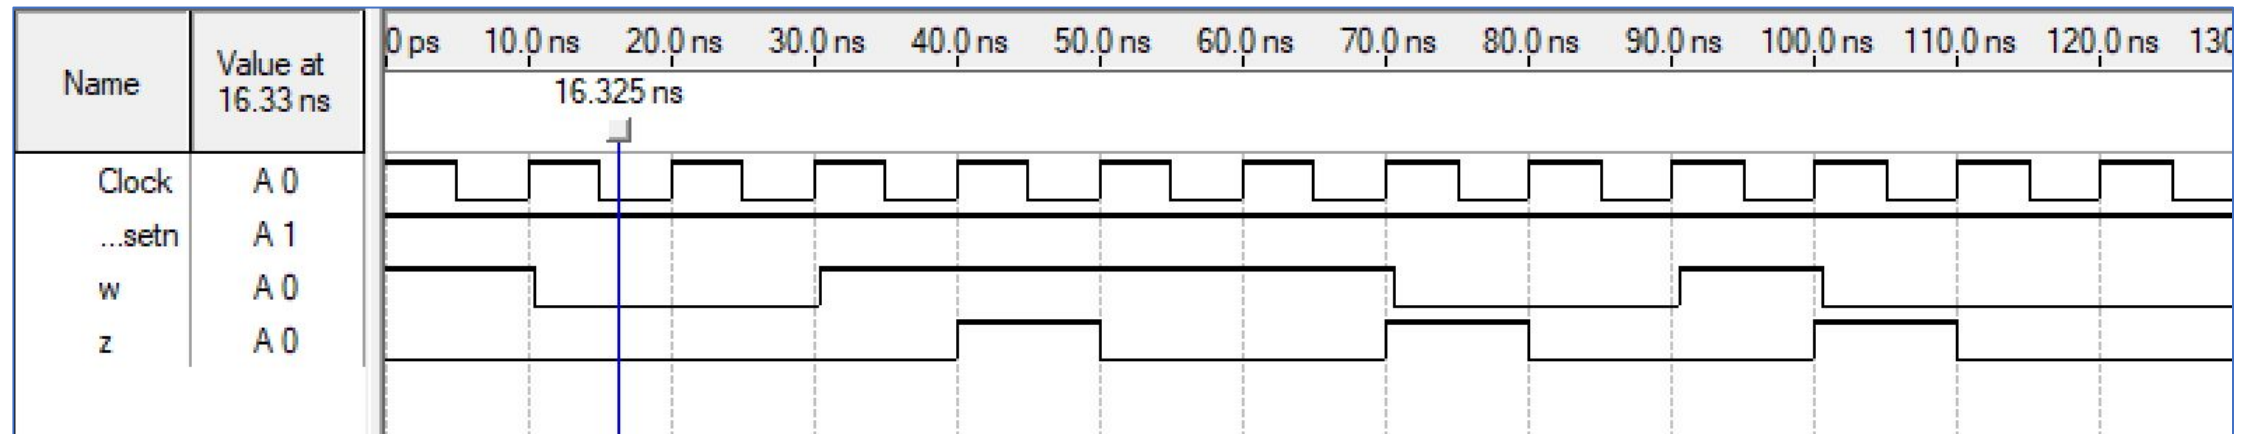 Name
Value at
16.33 ns
0 ps 10.0 ns 20.0 ns 30.0 ns 40.0 ns 50.0 ns 60.0 ns 70.0 ns 80.0 ns 90.0 ns 100.0 ns 110.0 ns 120.0 ns 130
16.325 ns
Clock A 0
...setn A 1
w A 0
z A 0